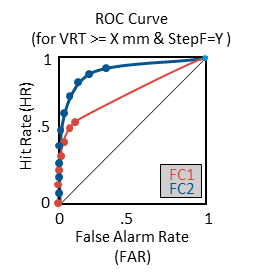 ROC Curve
(for VRT >= X mm & StepF=Y )
1
.5
0
Hit Rate (HR)
FC1
FC2
0
.5
1
False Alarm Rate
(FAR)